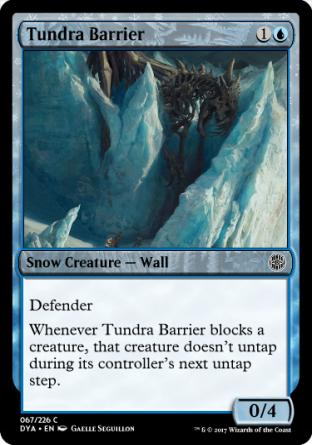 Tundra Barrier 1
Snow Creature — Wall
Defender
Whenever Tundra Barrier blocks a
creature, that creature doesn't untap
during its controller's next untap
step.
0/4
067/226 C
DYA • EN Gaelle Seguillon
™ & © 2017 Wizards of the Coast